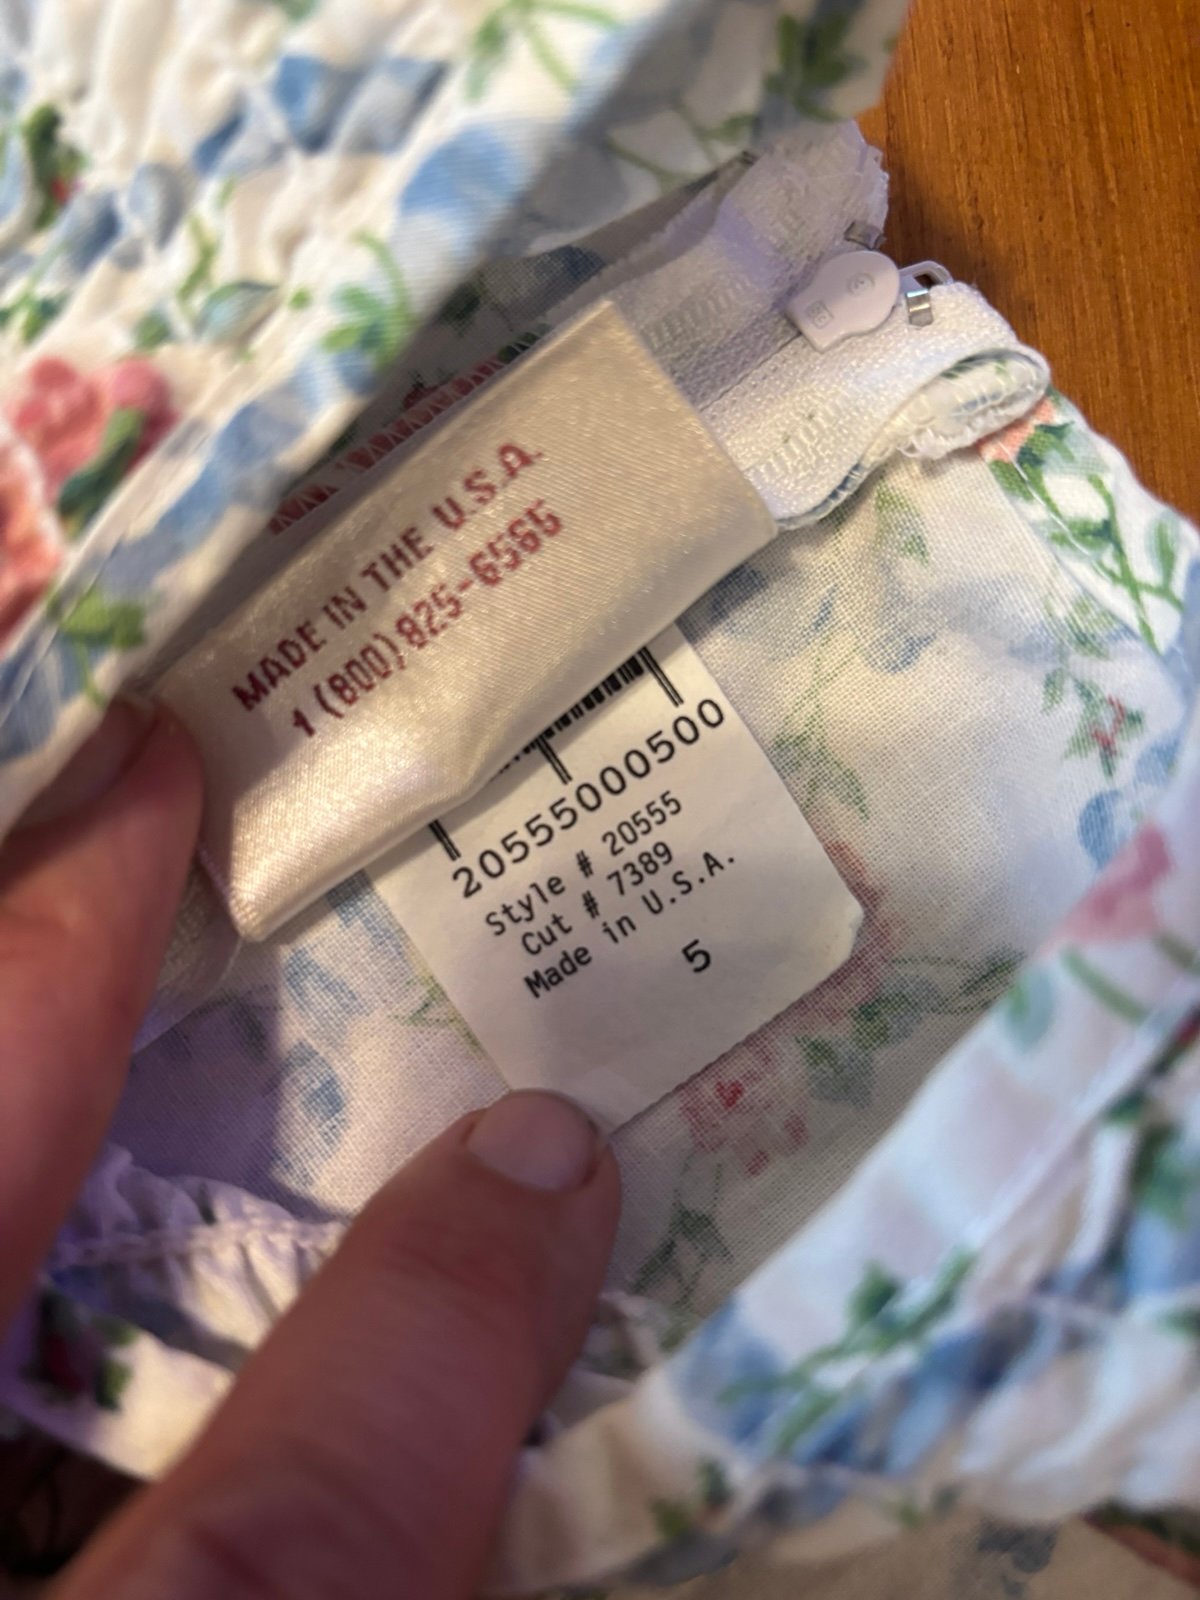 MADE IN THE U.S.A.
1 (800) 825-6565
20555000500
Style # 20555
Cut # 7389
Made in U.S.A.
5